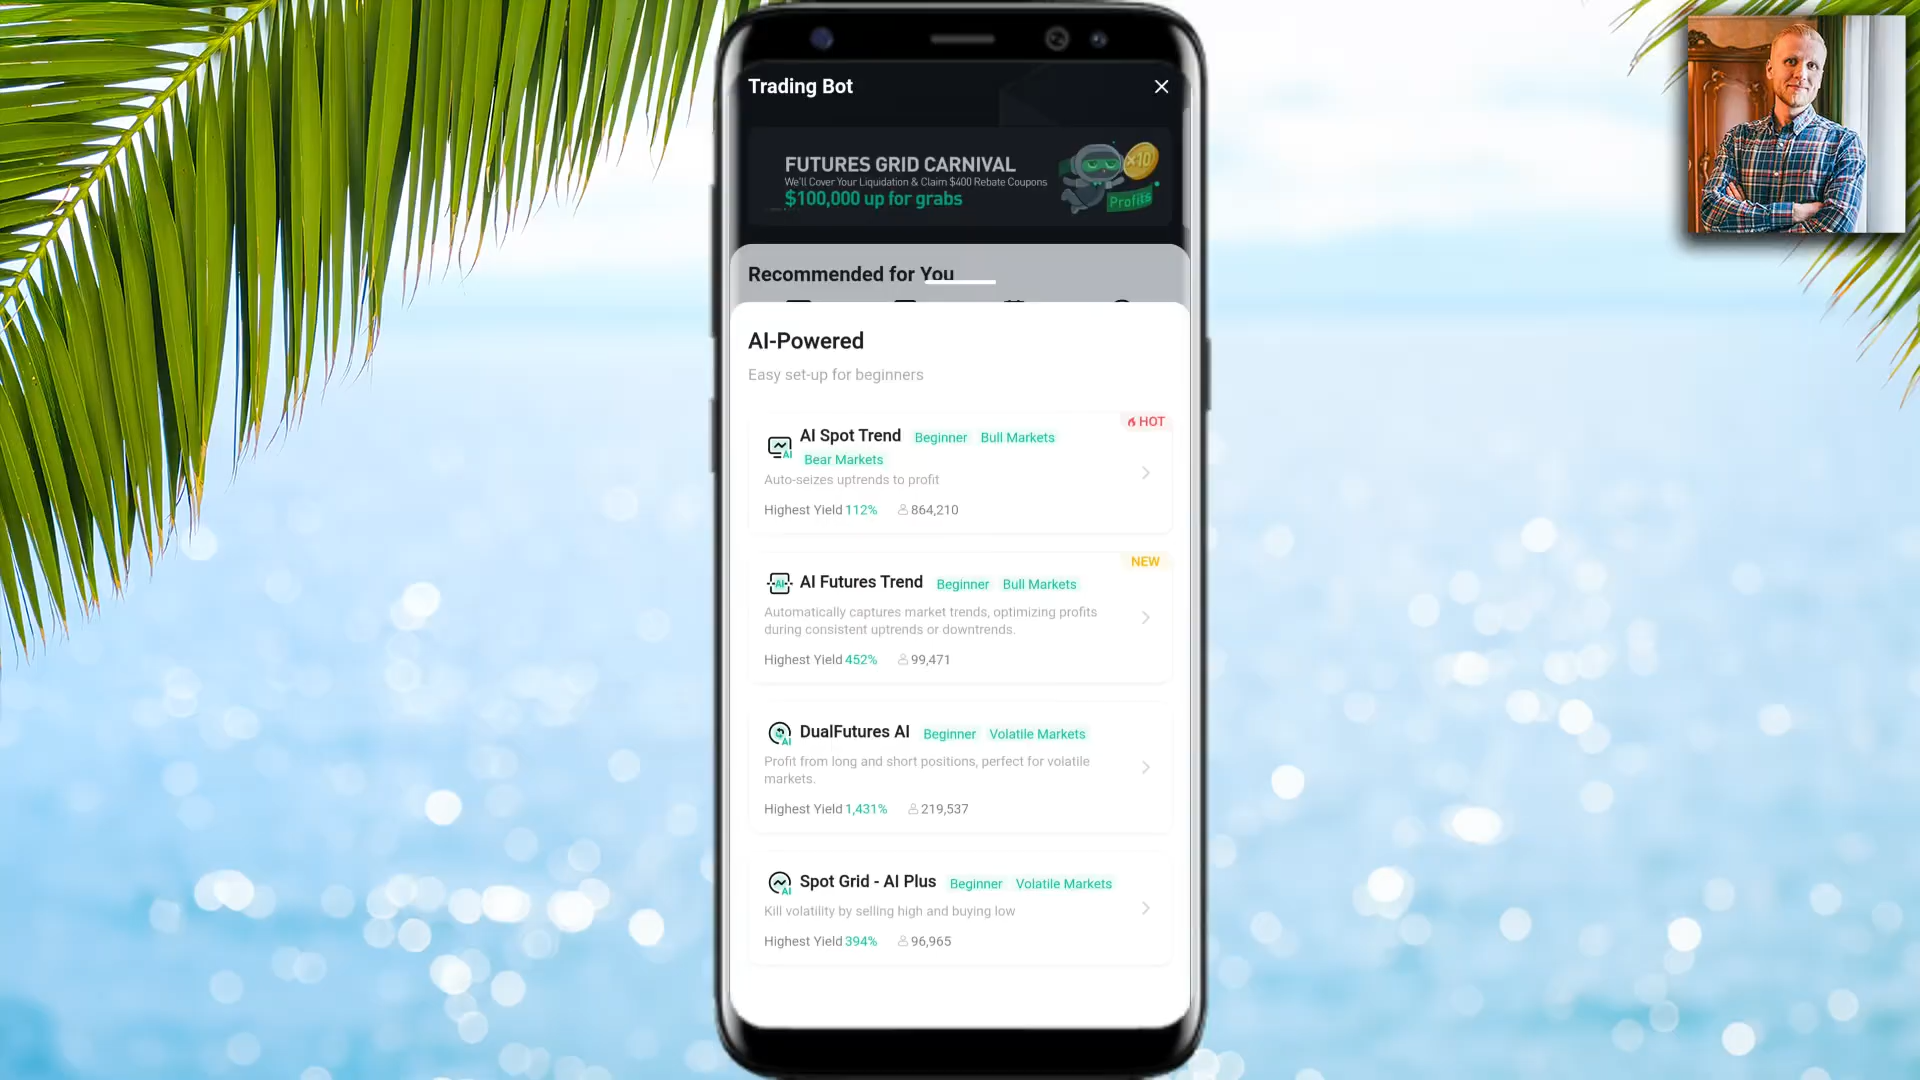 Trading Bot
FUTURES GRID CARNIVAL
We'll Cover Your Liquidation & Claim $400 Rebate Coupons
$100,000 up for grabs
x10
Profits
Recommended for You
AI-Powered
Easy set-up for beginners
HOT
AI Spot Trend Beginner Bull Markets
Bear Markets
AI
Auto-seizes uptrends to profit
Highest Yield 112% 864,210
NEW
AI AI Futures Trend Beginner Bull Markets
Automatically captures market trends, optimizing profits
during consistent uptrends or downtrends.
Highest Yield 452% 99,471
DualFutures AI Beginner Volatile Markets
AI
Profit from long and short positions, perfect for volatile
markets.
Highest Yield 1,431% 219,537
Spot Grid - AI Plus Beginner Volatile Markets
AI
Kill volatility by selling high and buying low
Highest Yield 394% 96,965